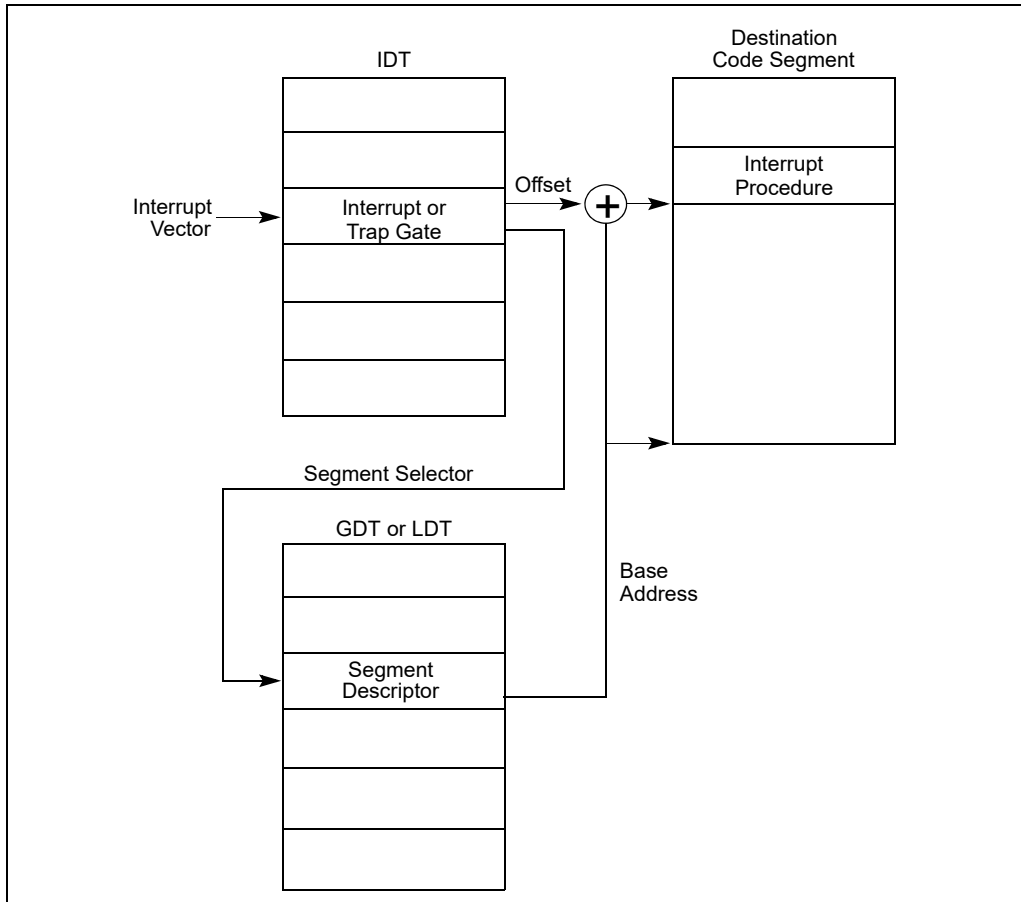 IDT
Destination
Code Segment
Interrupt
Vector
Interrupt or
Trap Gate
Offset
+
Interrupt
Procedure
Segment Selector
GDT or LDT
Segment
Descriptor
Base
Address